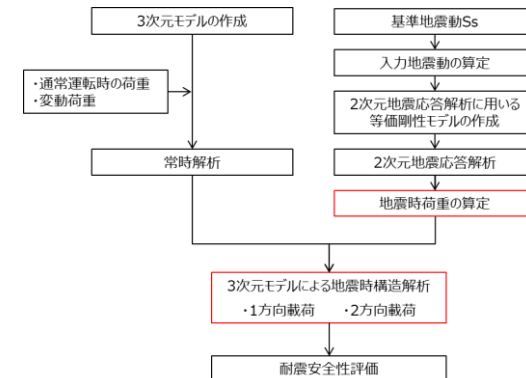 3次元モデルの作成
・通常運転時の荷重
・変動荷重
常時解析
基準地震動Ss
入力地震動の算定
2次元地震応答解析に用いる
等価剛性モデルの作成
2次元地震応答解析
地震時荷重の算定
3次元モデルによる地震時構造解析
・1方向載荷 ・2方向載荷
耐震安全性評価